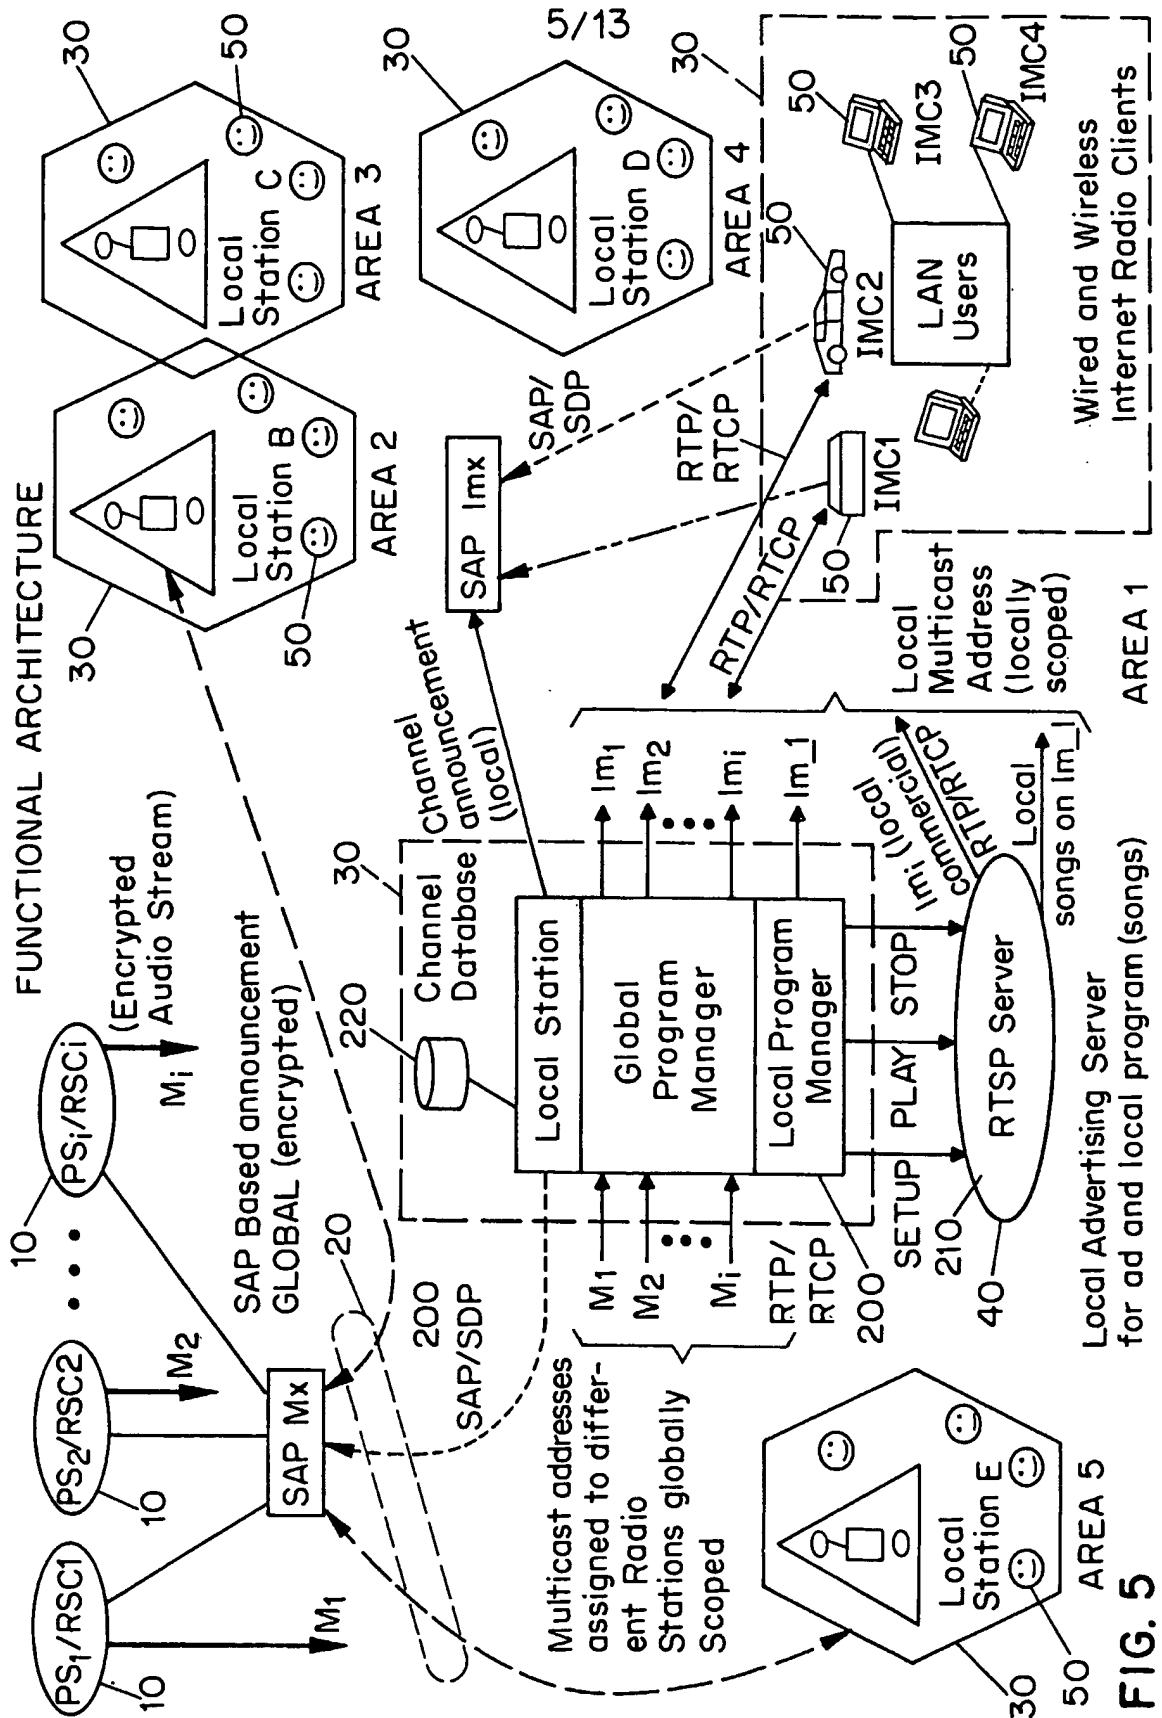 5/13
FUNCTIONAL ARCHITECTURE
PS1/RSC1
10
M1
PS2/RSC2
10
M2
10
PSi/RSCi
Mi
(Encrypted
Audio Stream)
SAP Mx
SAP Based announcement
GLOBAL (encrypted)
20
200
SAP/SDP
30
Local
Station B
50
AREA 2
30
50
Local
Station C
AREA 3
30
Local
Station D
AREA 4
220
Channel
Database
30
Channel
announcement
(local)
SAP Imx
SAP/
SDP
Local Station
Global
Program
Manager
Local Program
Manager
M1
M2
Mi
RTP/
RTCP
200
Multicast addresses
assigned to differ-
ent Radio
Stations globally
Scoped
Im1
Im2
Imi
Im_1
RTP/
RTCP
RTP/RTCP
50
IMC1
50
IMC2
30
50
IMC3
50
IMC4
LAN
Users
Wired and Wireless
Internet Radio Clients
Local
Multicast
Address
(locally
scoped)
AREA 1
SETUP
PLAY
STOP
210
RTSP Server
40
Imi (local
commercial)
RTP/RTCP
Local
songs on Im_l
Local Advertising Server
for ad and local program (songs)
Local
Station E
30
50
AREA 5
FIG. 5